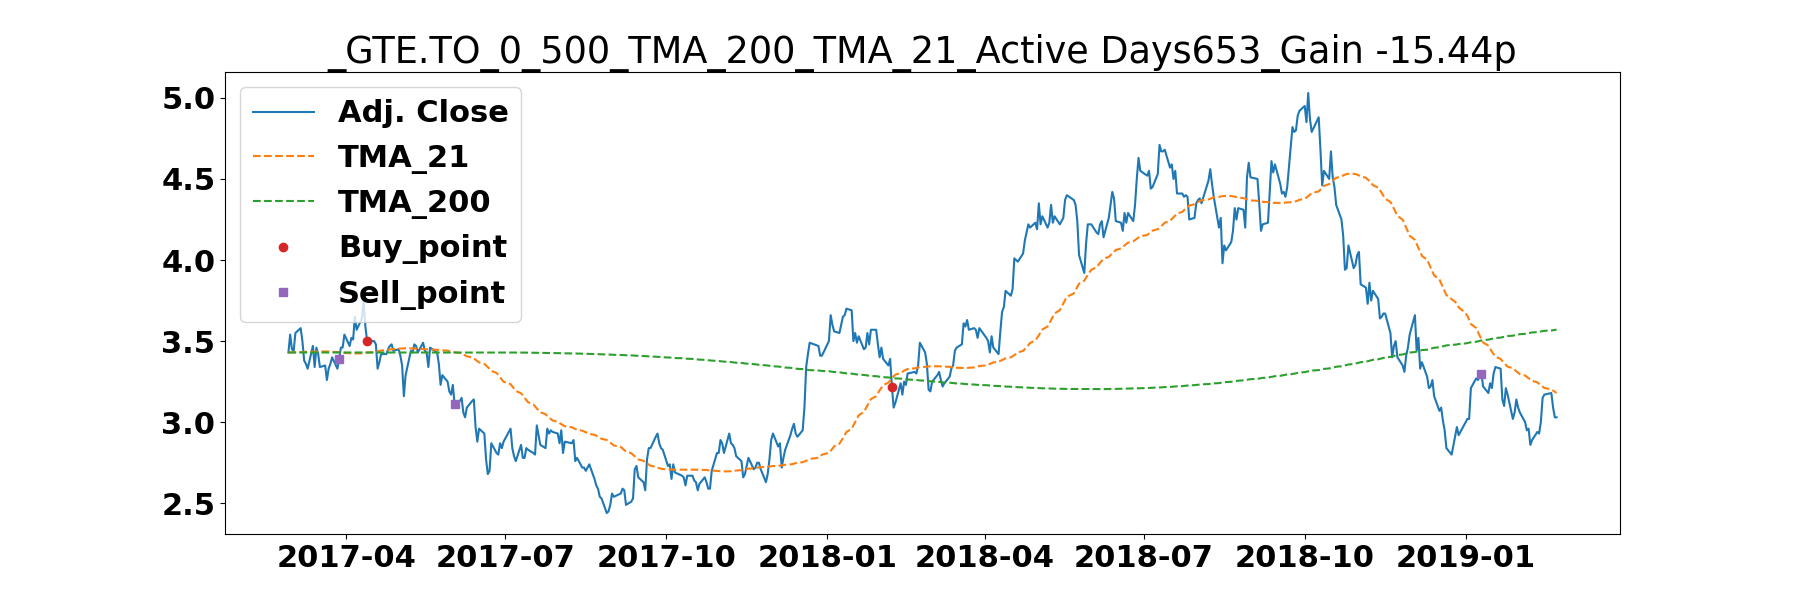 _GTE.TO_0_500_TMA_200_TMA_21_Active Days653_Gain -15.44p
5.0
4.5
4.0
3.5
3.0
2.5
Adj. Close
TMA_21
TMA_200
Buy_point
Sell_point
2017-04 2017-07 2017-10 2018-01 2018-04 2018-07 2018-10 2019-01